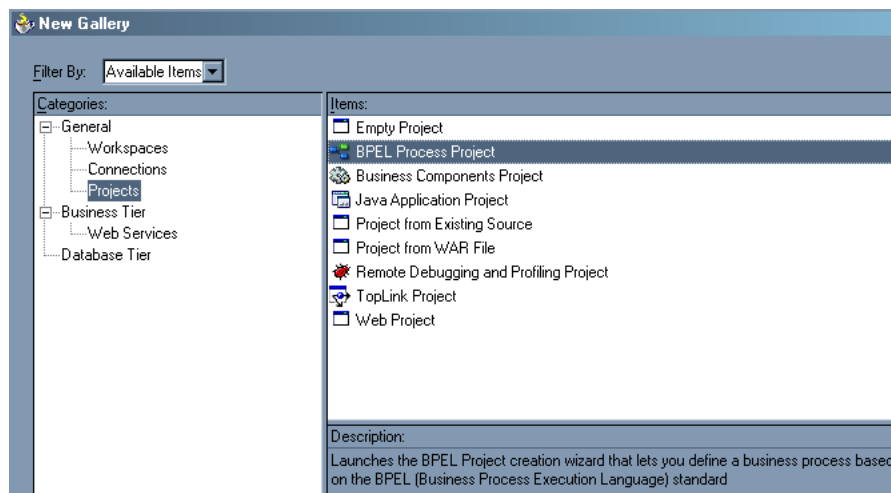 New Gallery
Filter By: Available Items
Categories:
General
Workspaces
Connections
Projects
Business Tier
Web Services
Database Tier
Items:
Empty Project
BPEL Process Project
Business Components Project
Java Application Project
Project from Existing Source
Project from WAR File
Remote Debugging and Profiling Project
TopLink Project
Web Project
Description:
Launches the BPEL Project creation wizard that lets you define a business process based
on the BPEL (Business Process Execution Language) standard